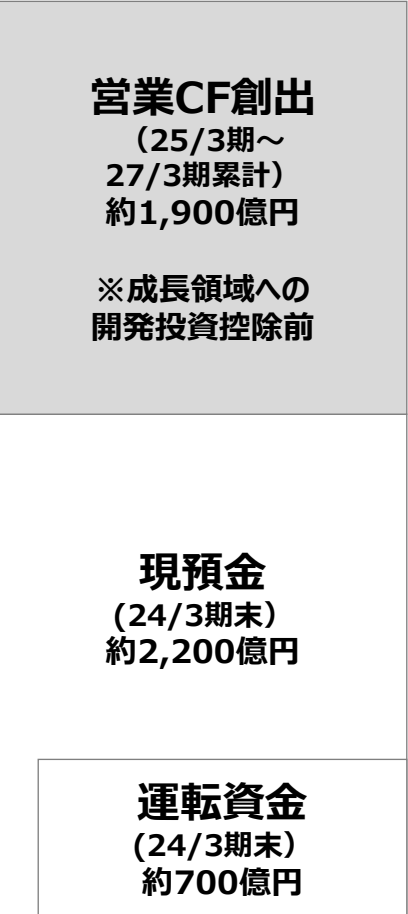 営業CF創出
（25/3期～
27/3期累計）
約1,900億円
※成長領域への
開発投資控除前
現預金
(24/3期末）
約2,200億円
運転資金
(24/3期末）
約700億円